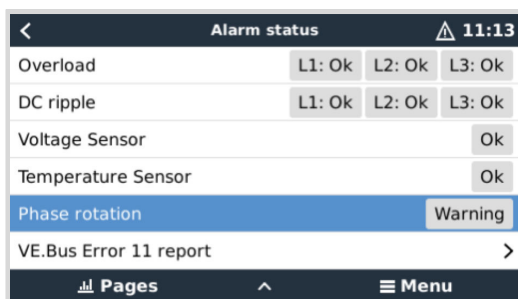 Alarm status 11:13
Overload L1: Ok L2: Ok L3: Ok
DC ripple L1: Ok L2: Ok L3: Ok
Voltage Sensor Ok
Temperature Sensor Ok
Phase rotation Warning
VE.Bus Error 11 report
Pages Menu